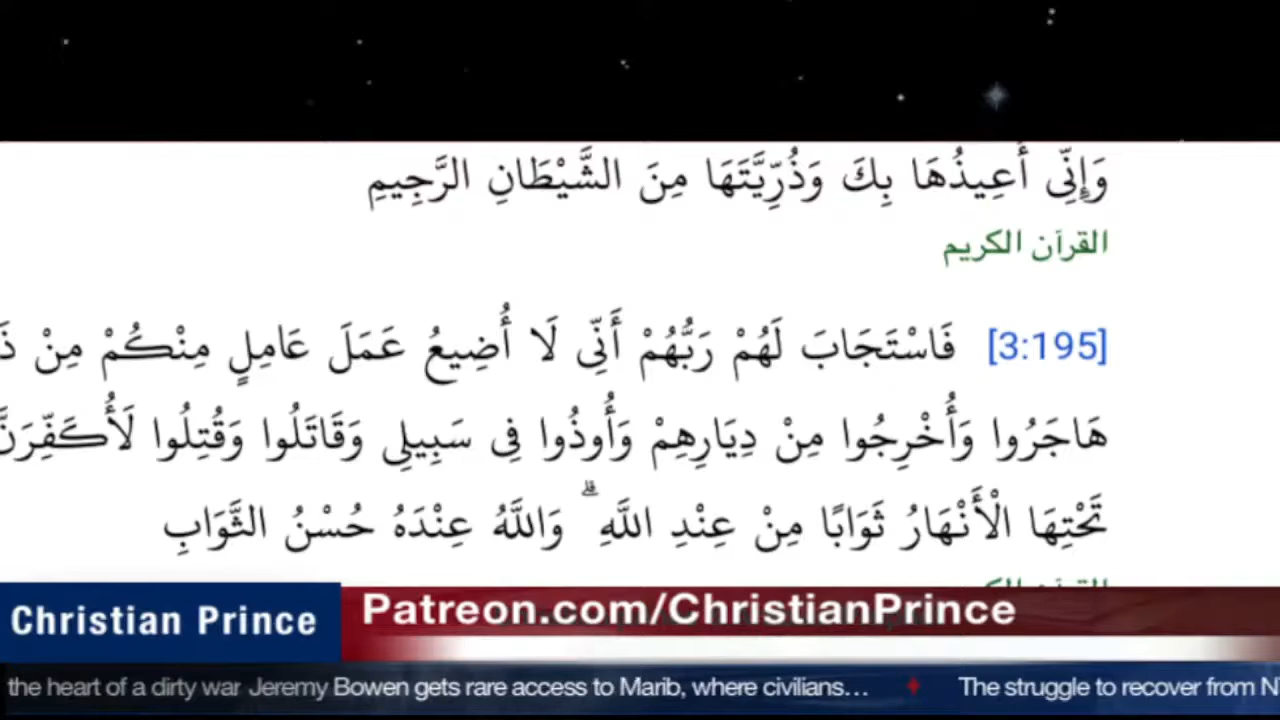 وَإِنِّي أُعِيذُهَا بِكَ وَذُرِّيَّتَهَا مِنَ الشَّيْطَانِ الرَّجِيمِ
القرآن الكريم
[3:195] فَاسْتَجَابَ لَهُمْ رَبُّهُمْ أَنِّي لَا أُضِيعُ عَمَلَ عَامِلٍ مِنْكُمْ مِنْ
هَاجَرُوا وَأُخْرِجُوا مِنْ دِيَارِهِمْ وَأُوذُوا فِي سَبِيلِي وَقَاتَلُوا وَقُتِلُوا لَأُكَفِّرَنَّ
تَحْتِهَا الْأَنْهَارُ ثَوَابًا مِنْ عِنْدِ اللَّهِ ۗ وَاللَّهُ عِنْدَهُ حُسْنُ الثَّوَابِ
Christian Prince
Patreon.com/ChristianPrince
the heart of a dirty war Jeremy Bowen gets rare access to Marib, where civilians… The struggle to recover from